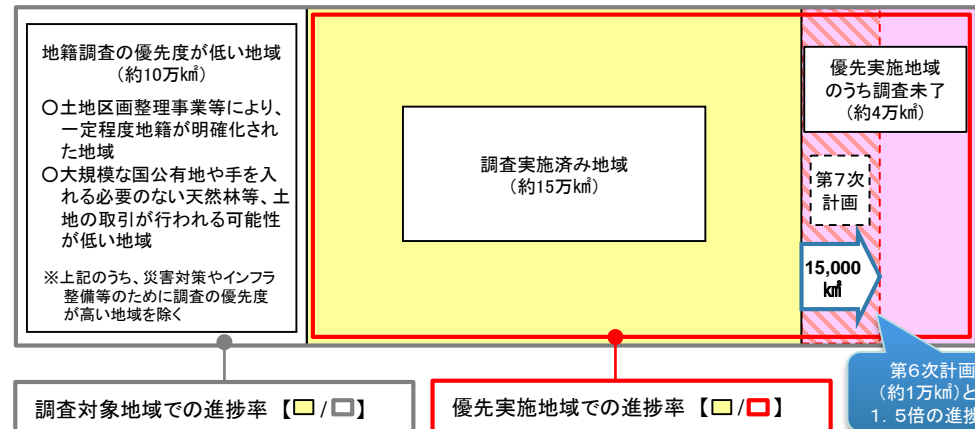 地籍調査の優先度が低い地域
（約10万㎢）
〇土地区画整理事業等により、
一定程度地籍が明確化され
た地域
〇大規模な国公有地や手を入
れる必要のない天然林等、土
地の取引が行われる可能性
が低い地域
※上記のうち、災害対策やインフラ
整備等のために調査の優先度
が高い地域を除く
調査実施済み地域
（約15万㎢）
優先実施地域
のうち調査未了
（約4万㎢）
第７次
計画
15,000
㎢
調査対象地域での進捗率 【□/□】
優先実施地域での進捗率 【□/□】
第６次計画
（約1万㎢）と
１．５倍の進捗